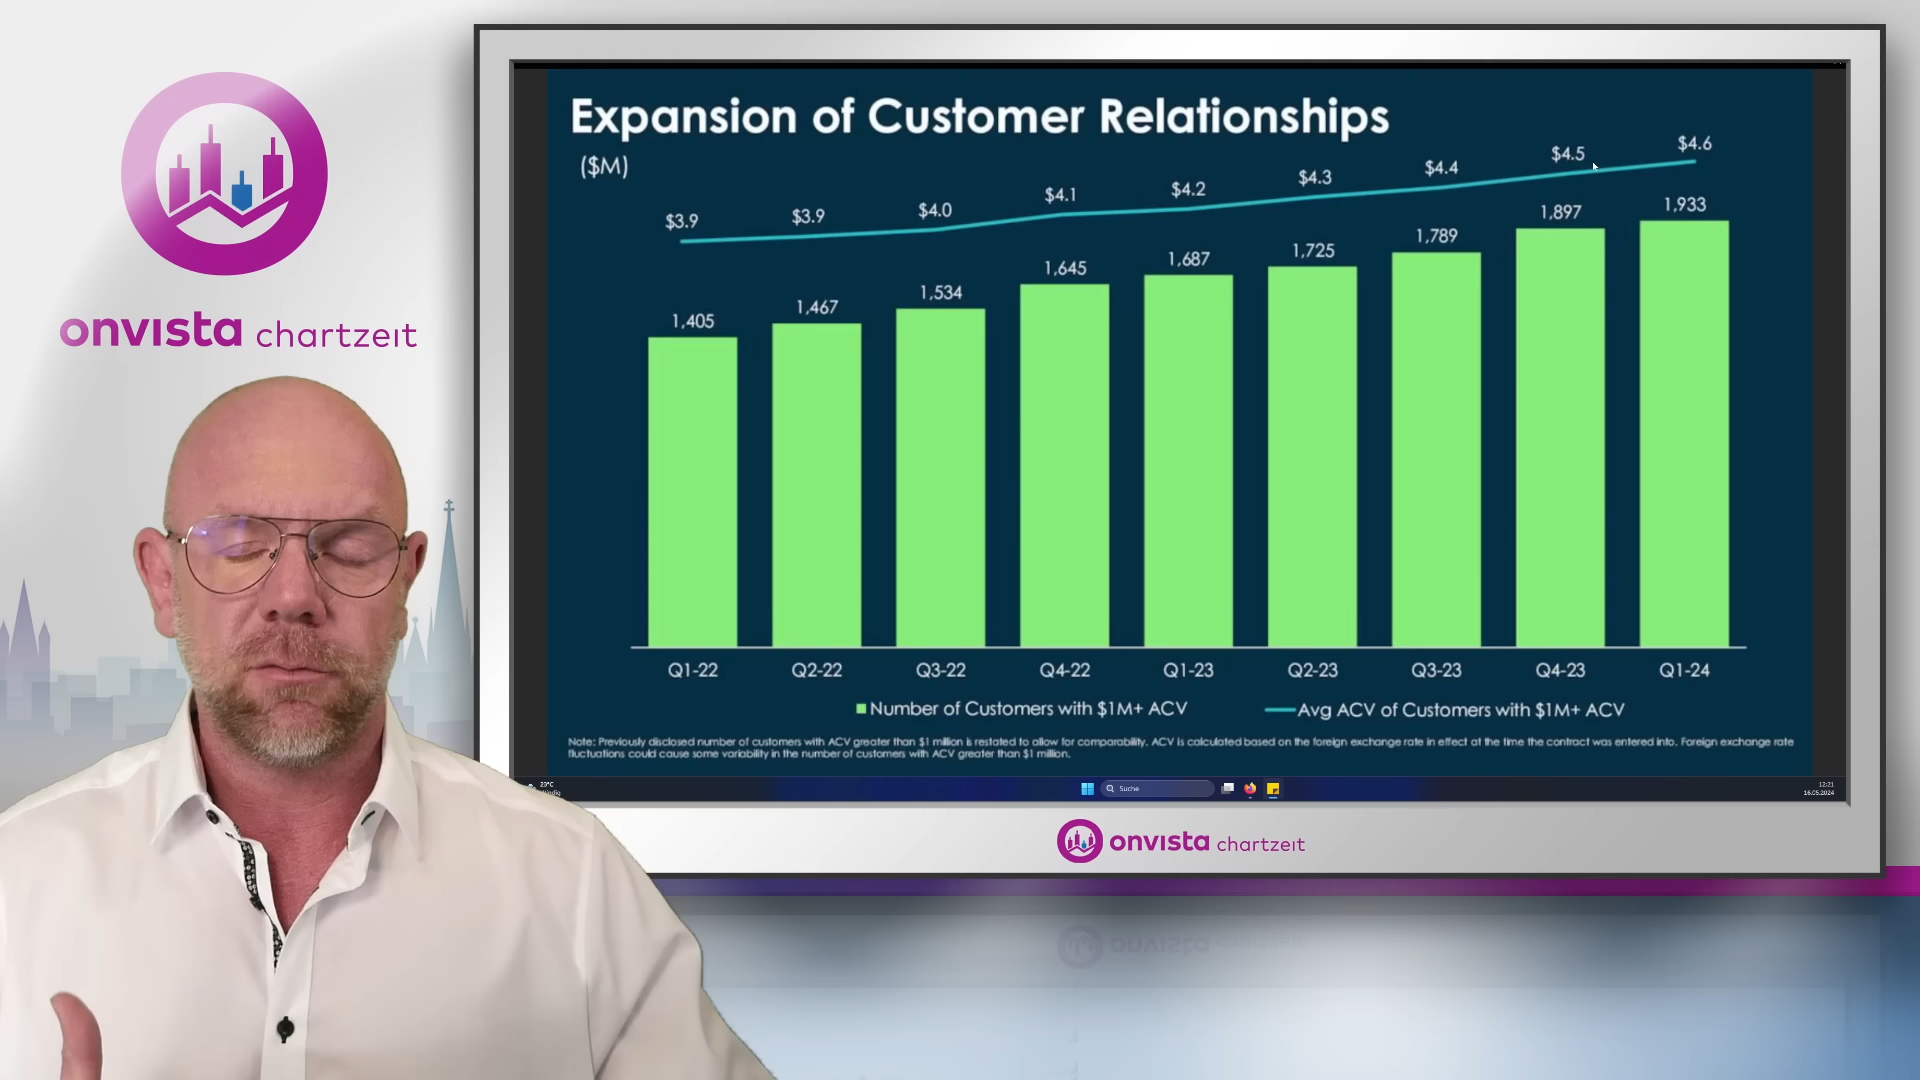 onvista chartzeit
Expansion of Customer Relationships
($M)
$3.9
$3.9
$4.0
$4.1
$4.2
$4.3
$4.4
$4.5
$4.6
1,405
1,467
1,534
1,645
1,687
1,725
1,789
1,897
1,933
Q1-22
Q2-22
Q3-22
Q4-22
Q1-23
Q2-23
Q3-23
Q4-23
Q1-24
Number of Customers with $1M+ ACV
Avg ACV of Customers with $1M+ ACV
Note: Previously disclosed number of customers with ACV greater than $1 million is restated to allow for comparability. ACV is calculated based on the foreign exchange rate in effect at the time the contract was entered into. Foreign exchange rate
fluctuations could cause some variability in the number of customers with ACV greater than $1 million.
23°C
Suche
12:21
16.05.2024
onvista chartzeit